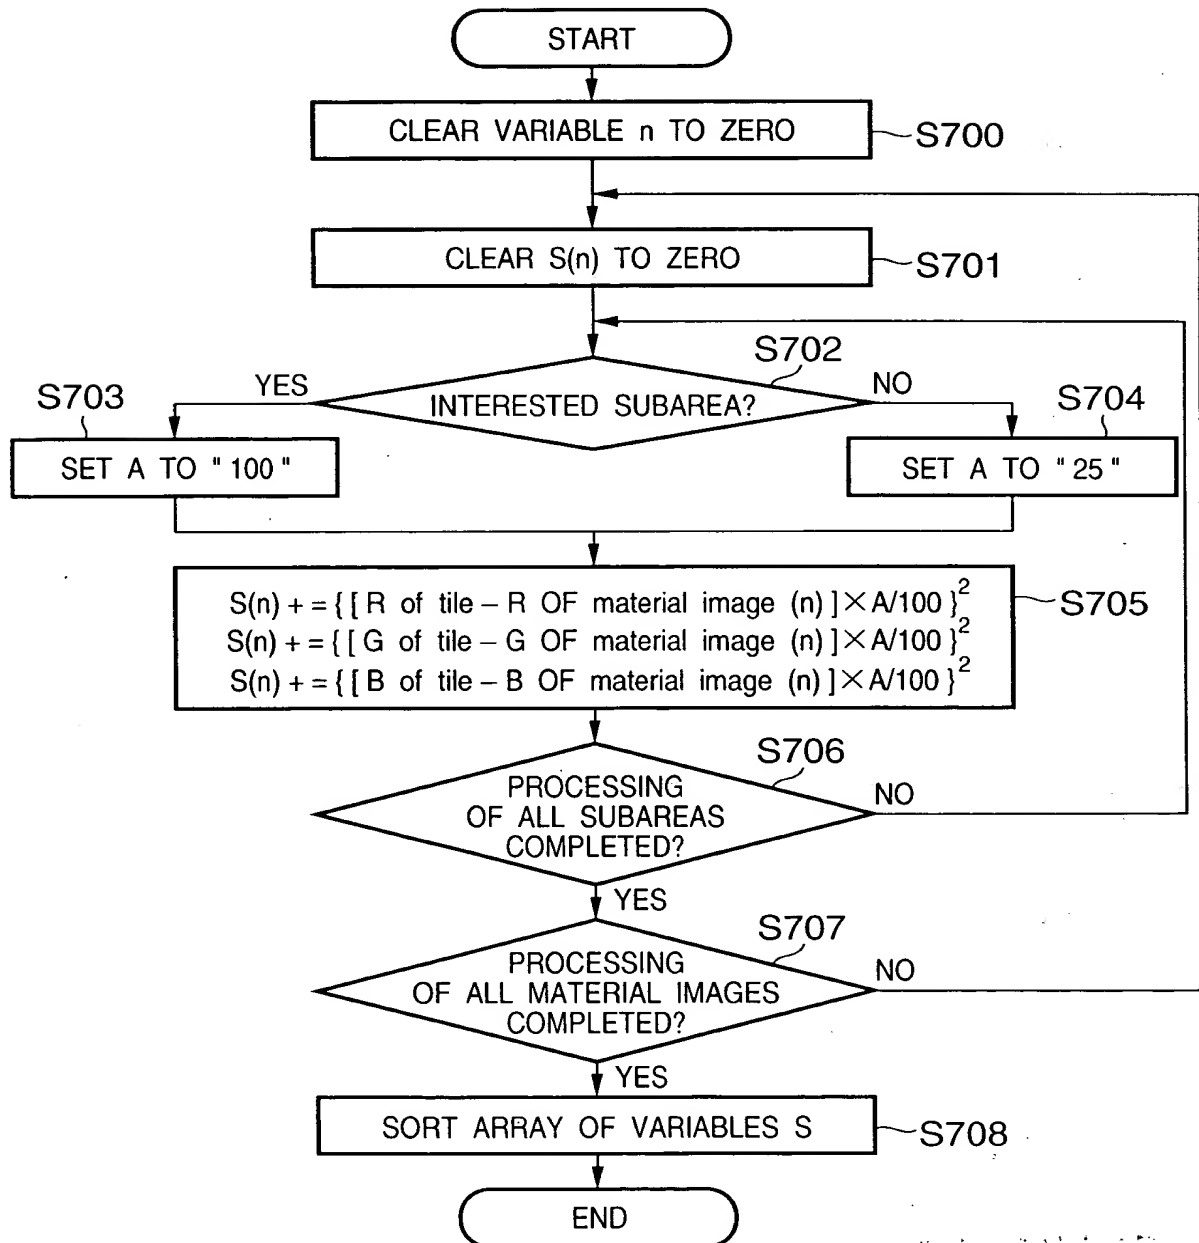 START
CLEAR VARIABLE n TO ZERO
S700
CLEAR S(n) TO ZERO
S701
S702
YES
INTERESTED SUBAREA?
NO
S703
SET A TO " 100 "
S704
SET A TO " 25 "
S(n) + = { [ R of tile – R OF material image (n) ] × A/100 }²
S(n) + = { [ G of tile – G OF material image (n) ] × A/100 }²
S(n) + = { [ B of tile – B OF material image (n) ] × A/100 }²
S705
S706
PROCESSING
OF ALL SUBAREAS
COMPLETED?
NO
YES
S707
PROCESSING
OF ALL MATERIAL IMAGES
COMPLETED?
NO
YES
SORT ARRAY OF VARIABLES S
S708
END